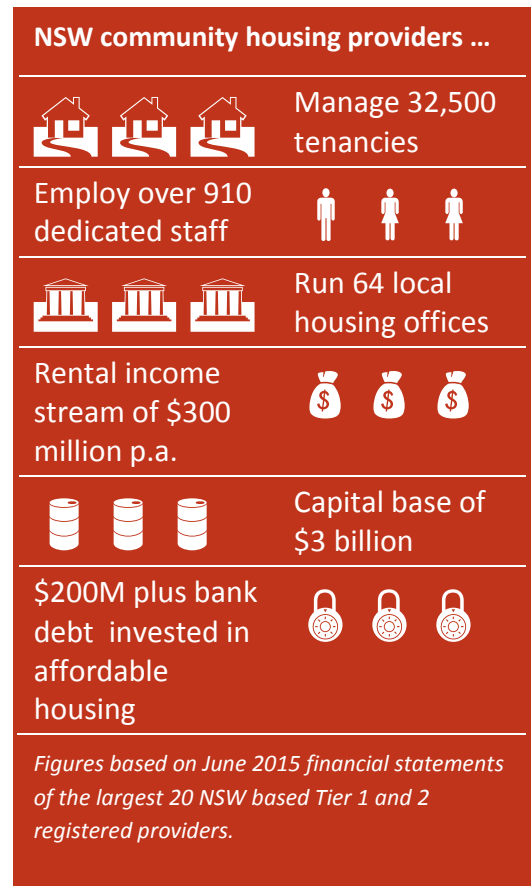 NSW community housing providers …
Manage 32,500
tenancies
Employ over 910
dedicated staff
Run 64 local
housing offices
Rental income
stream of $300
million p.a.
$ $ $
Capital base of
$3 billion
$200M plus bank
debt  invested in
affordable
housing
Figures based on June 2015 financial statements
of the largest 20 NSW based Tier 1 and 2
registered providers.